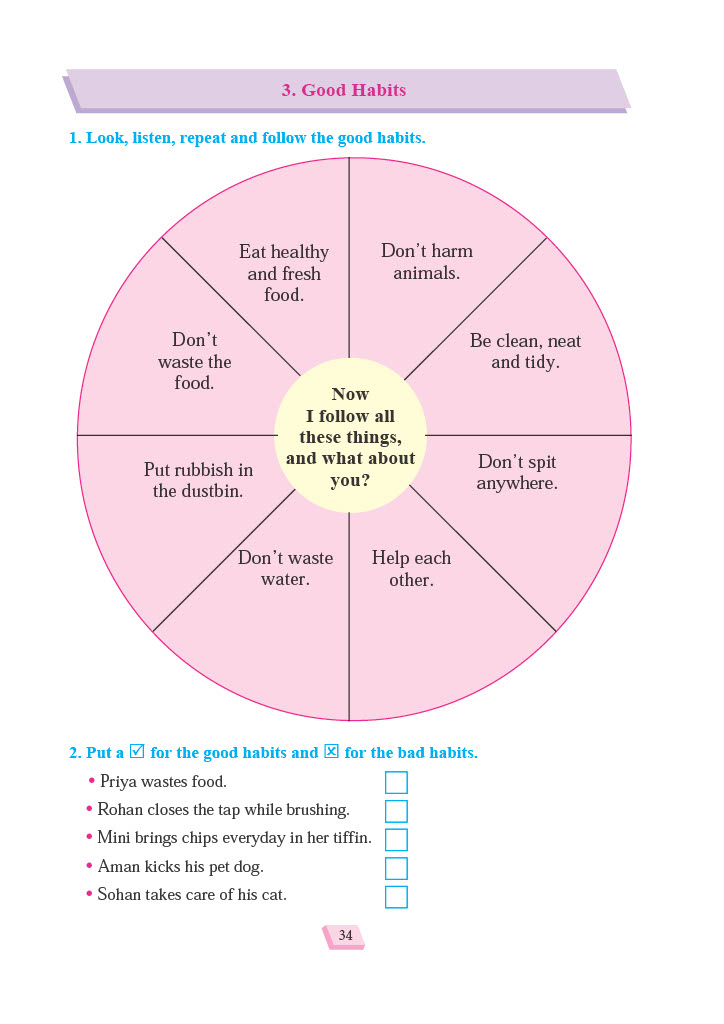 3. Good Habits
1. Look, listen, repeat and follow the good habits.
Eat healthy
and fresh
food.
Don’t harm
animals.
Don’t
waste the
food.
Be clean, neat
and tidy.
Now
I follow all
these things,
and what about
you?
Put rubbish in
the dustbin.
Don’t spit
anywhere.
Don’t waste
water.
Help each
other.
2. Put a ☑ for the good habits and ☒ for the bad habits.
• Priya wastes food.
• Rohan closes the tap while brushing.
• Mini brings chips everyday in her tiffin.
• Aman kicks his pet dog.
• Sohan takes care of his cat.
34